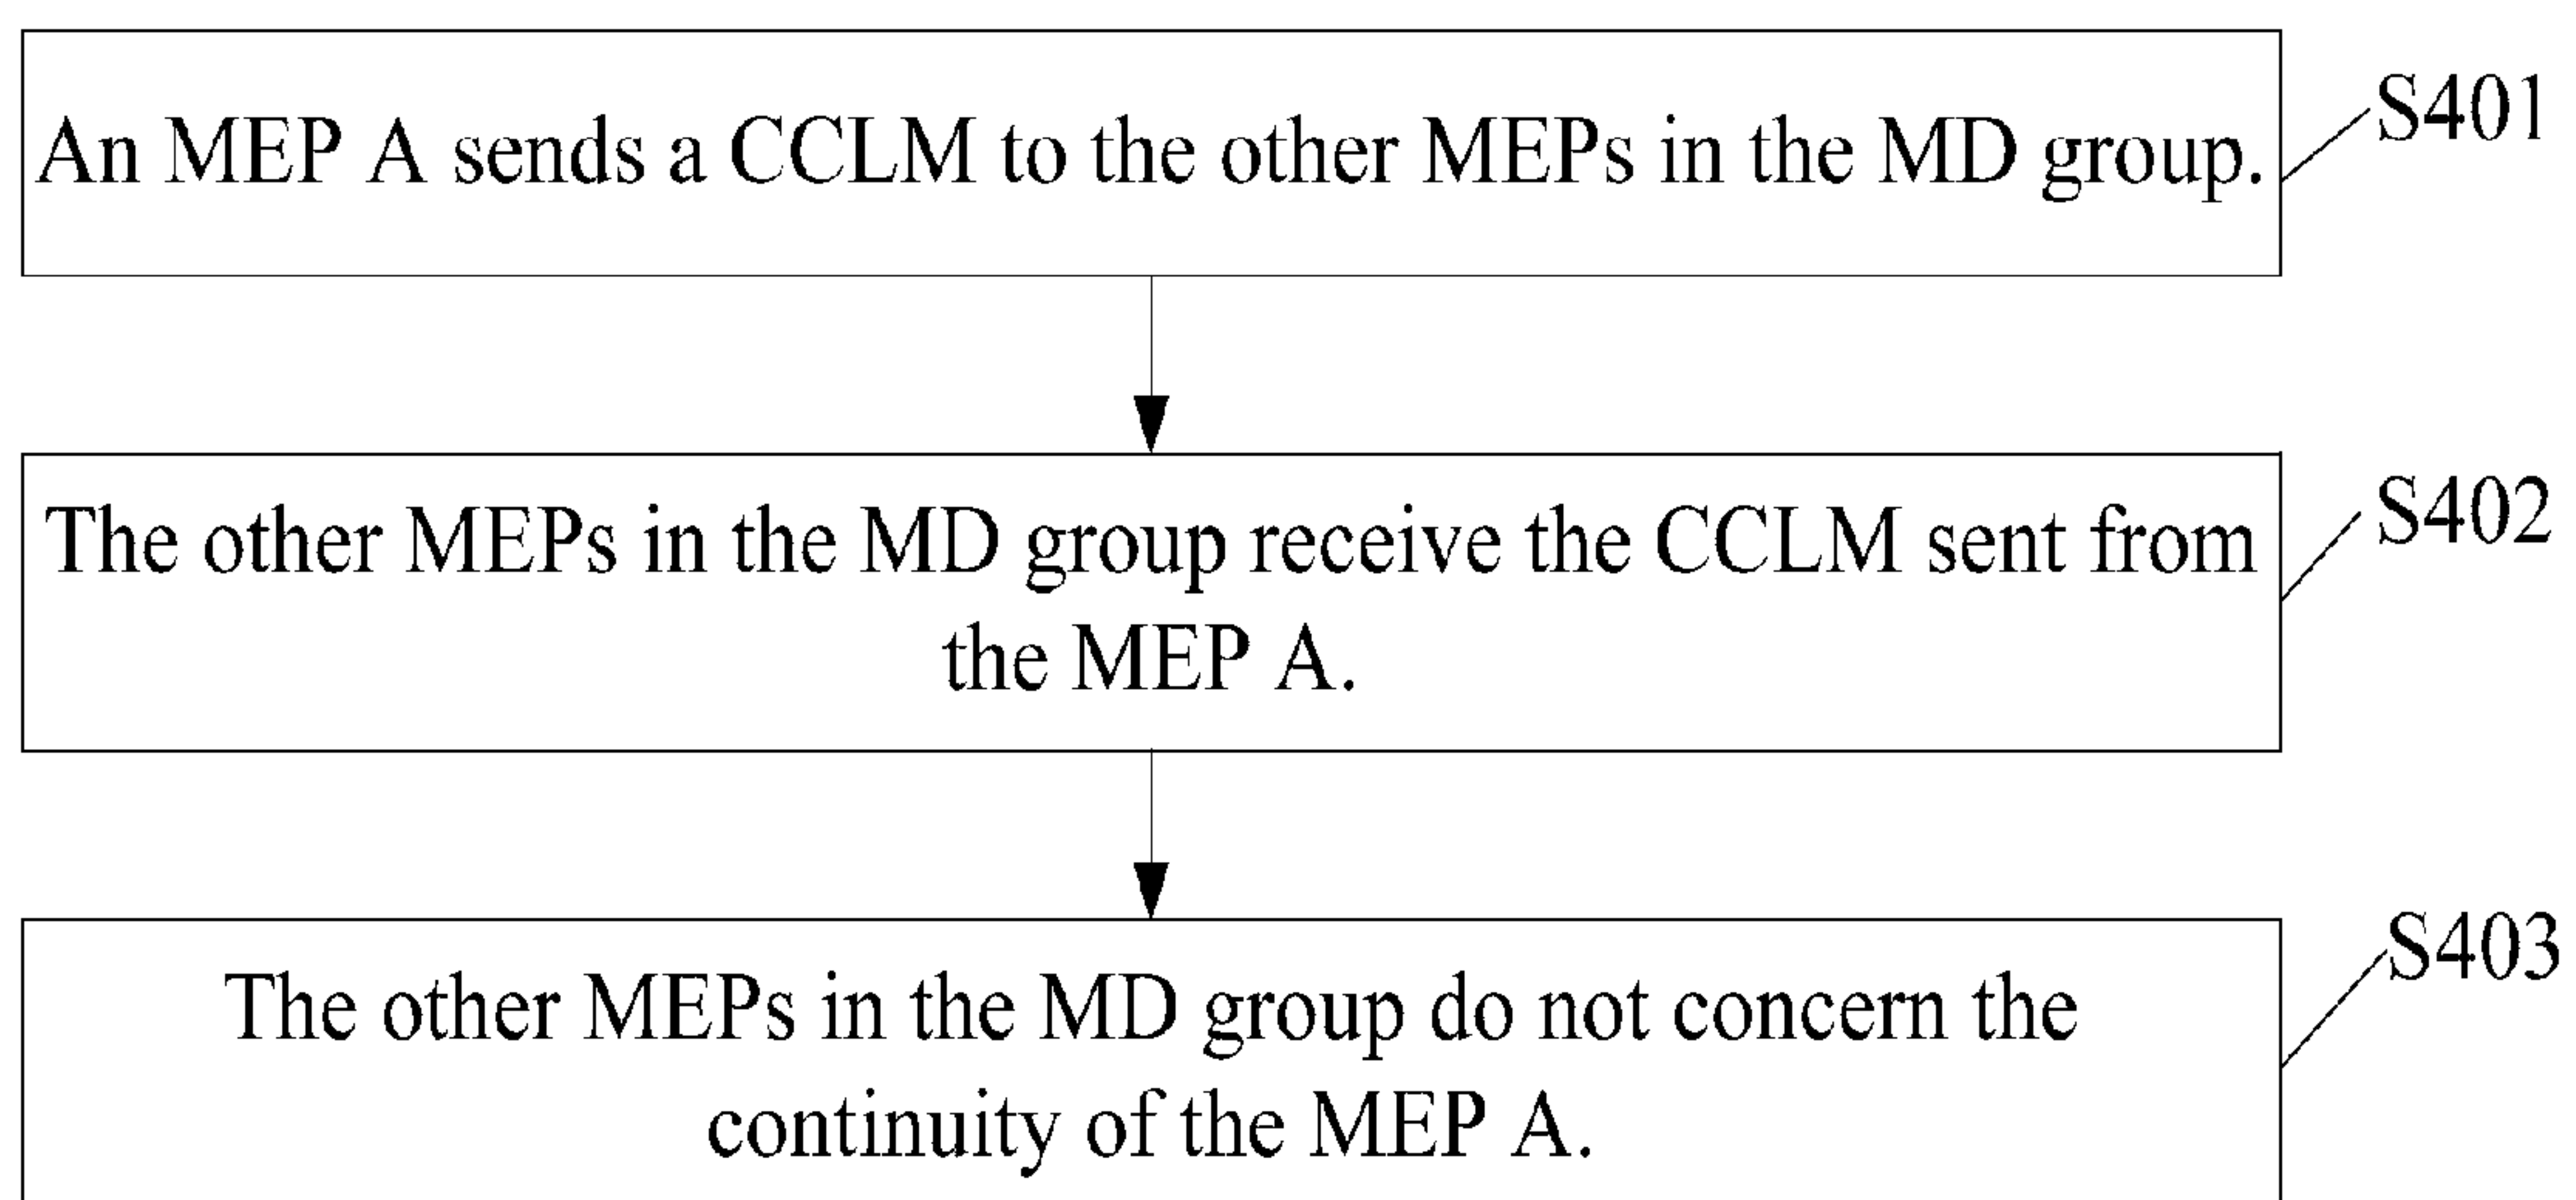 An MEP A sends a CCLM to the other MEPs in the MD group.
S401
The other MEPs in the MD group receive the CCLM sent from
the MEP A.
S402
The other MEPs in the MD group do not concern the
continuity of the MEP A.
S403